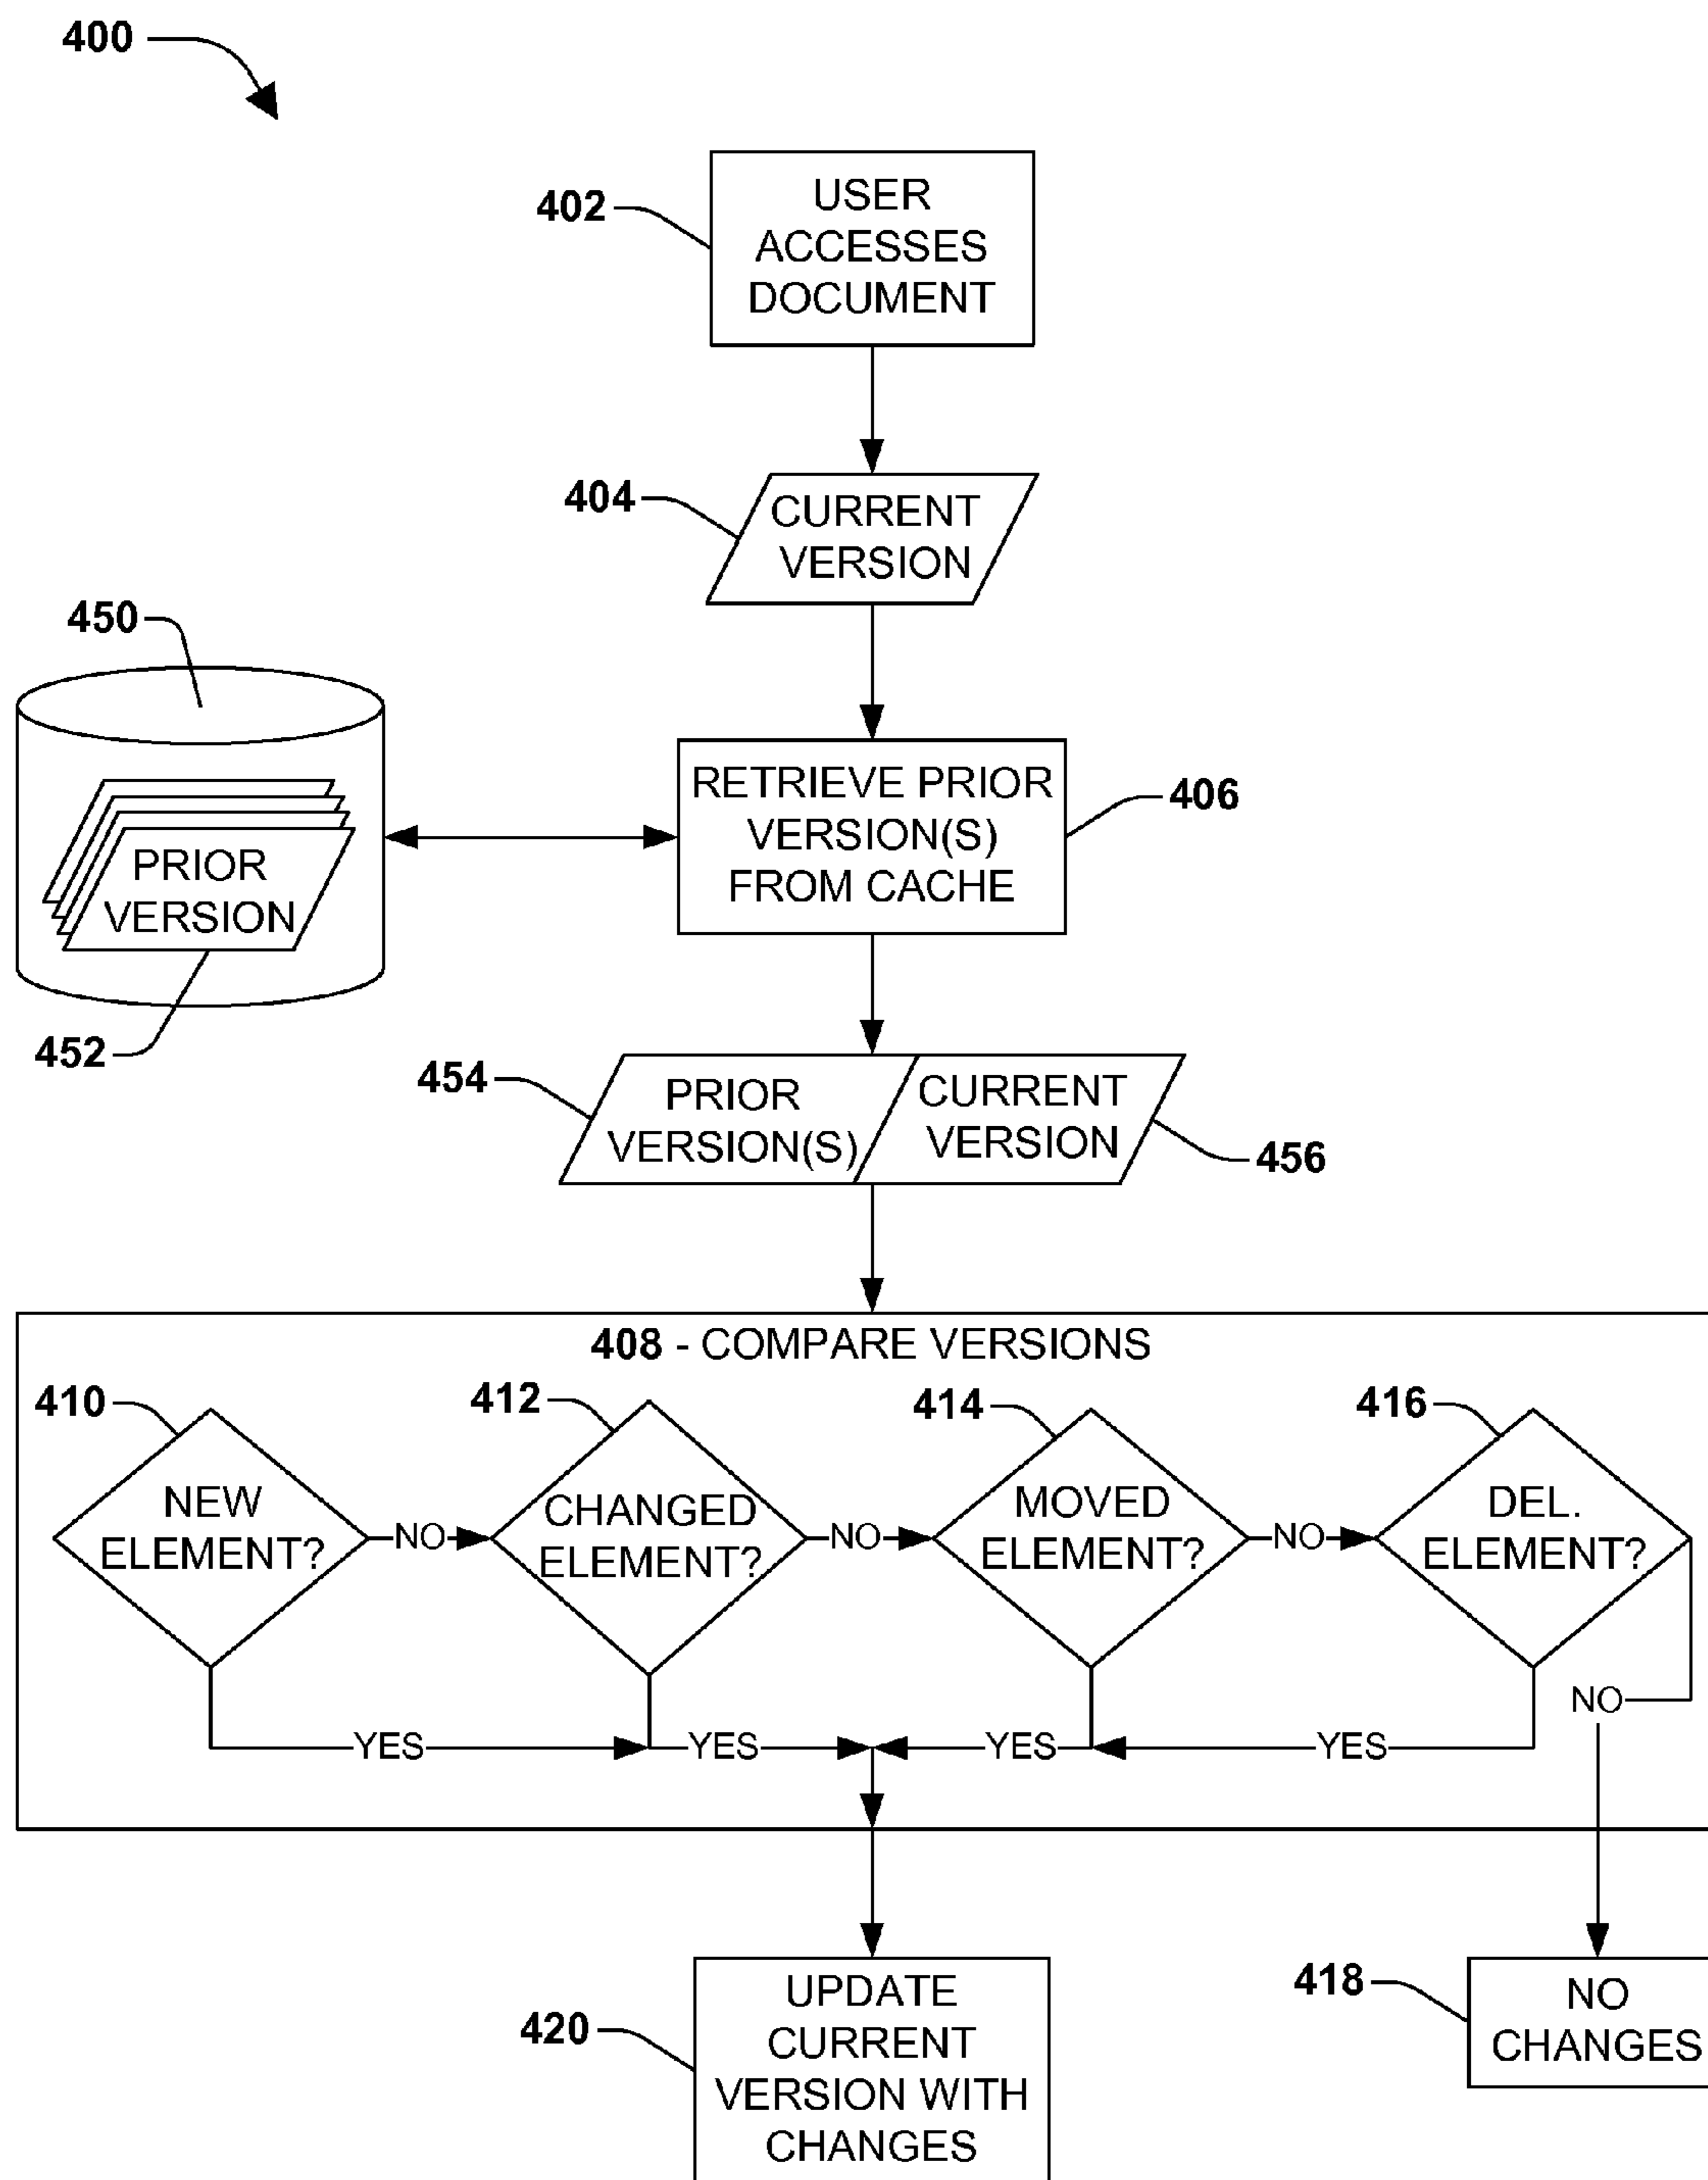 400
402
USER
ACCESSES
DOCUMENT
404
CURRENT
VERSION
450
PRIOR
VERSION
452
RETRIEVE PRIOR
VERSION(S)
FROM CACHE
406
454
PRIOR
VERSION(S)
CURRENT
VERSION
456
408 - COMPARE VERSIONS
410
NEW
ELEMENT?
NO
412
CHANGED
ELEMENT?
NO
414
MOVED
ELEMENT?
NO
416
DEL.
ELEMENT?
NO
YES
YES
YES
YES
420
UPDATE
CURRENT
VERSION WITH
CHANGES
418
NO
CHANGES